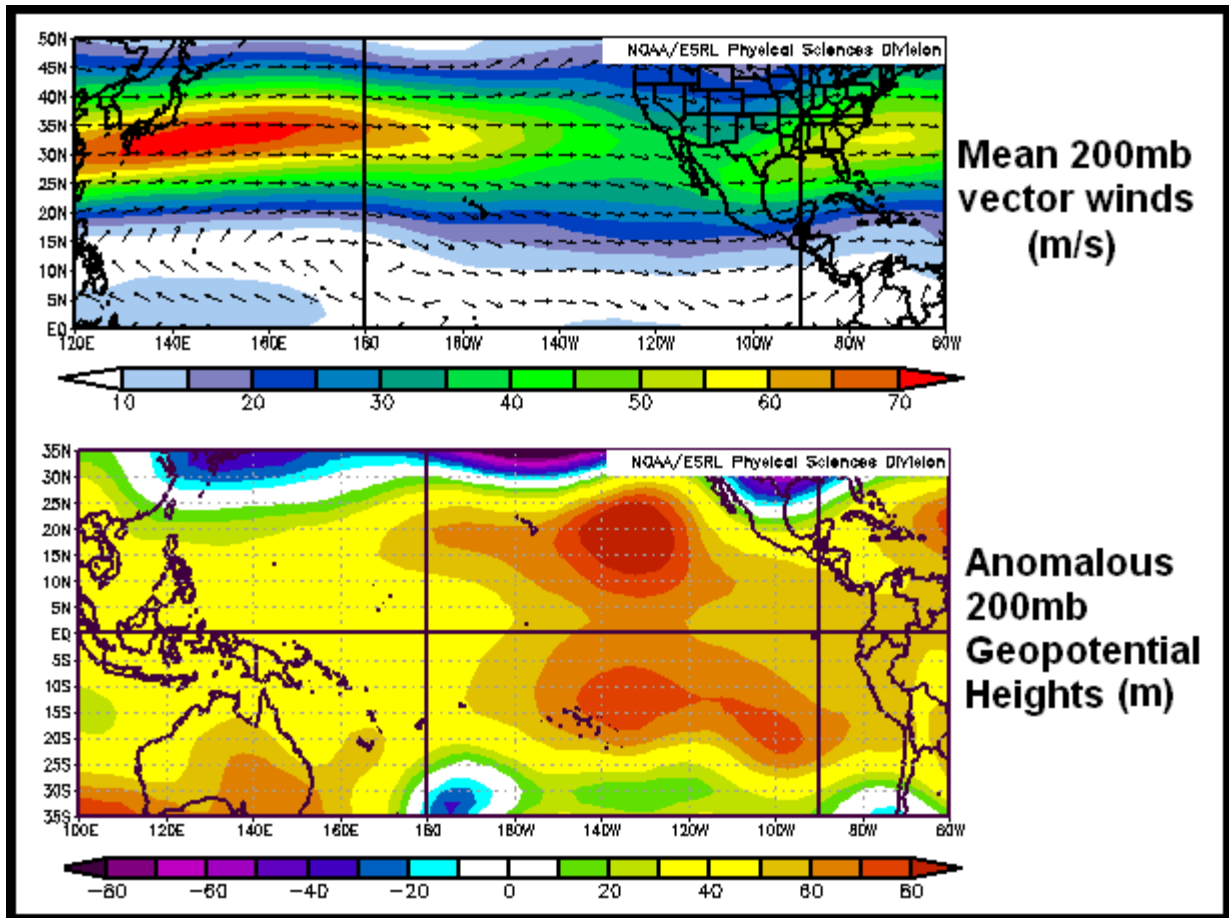 50N
NOAA/ESRL Physical Sciences Division
45N
40N
35N
30N
25N
20N
15N
10N
5N
EQ
120E 140E 160E 180 160W 140W 120W 100W 80W 60W
10 20 30 40 50 60 70
Mean 200mb
vector winds
(m/s)
35N
NOAA/ESRL Physical Sciences Division
30N
25N
20N
15N
10N
5N
EQ
5S
10S
15S
20S
25S
30S
35S
100E 120E 140E 160E 180 160W 140W 120W 100W 80W 60W
-80 -60 -40 -20 0 20 40 60 80
Anomalous
200mb
Geopotential
Heights (m)